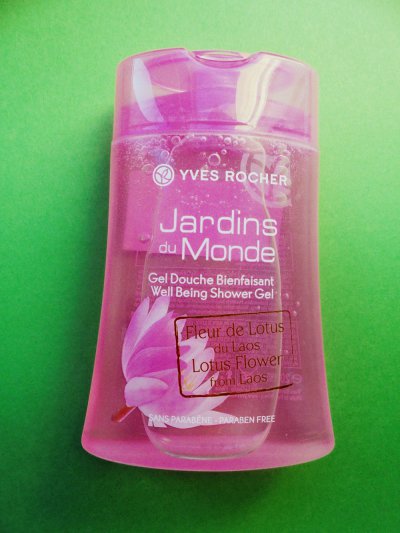 YVES ROCHER
Jardins
du Monde
Gel Douche Bienfaisant
Well Being Shower Gel
Fleur de Lotus
du Laos
Lotus Flower
from Laos
SANS PARABÈNE - PARABEN FREE